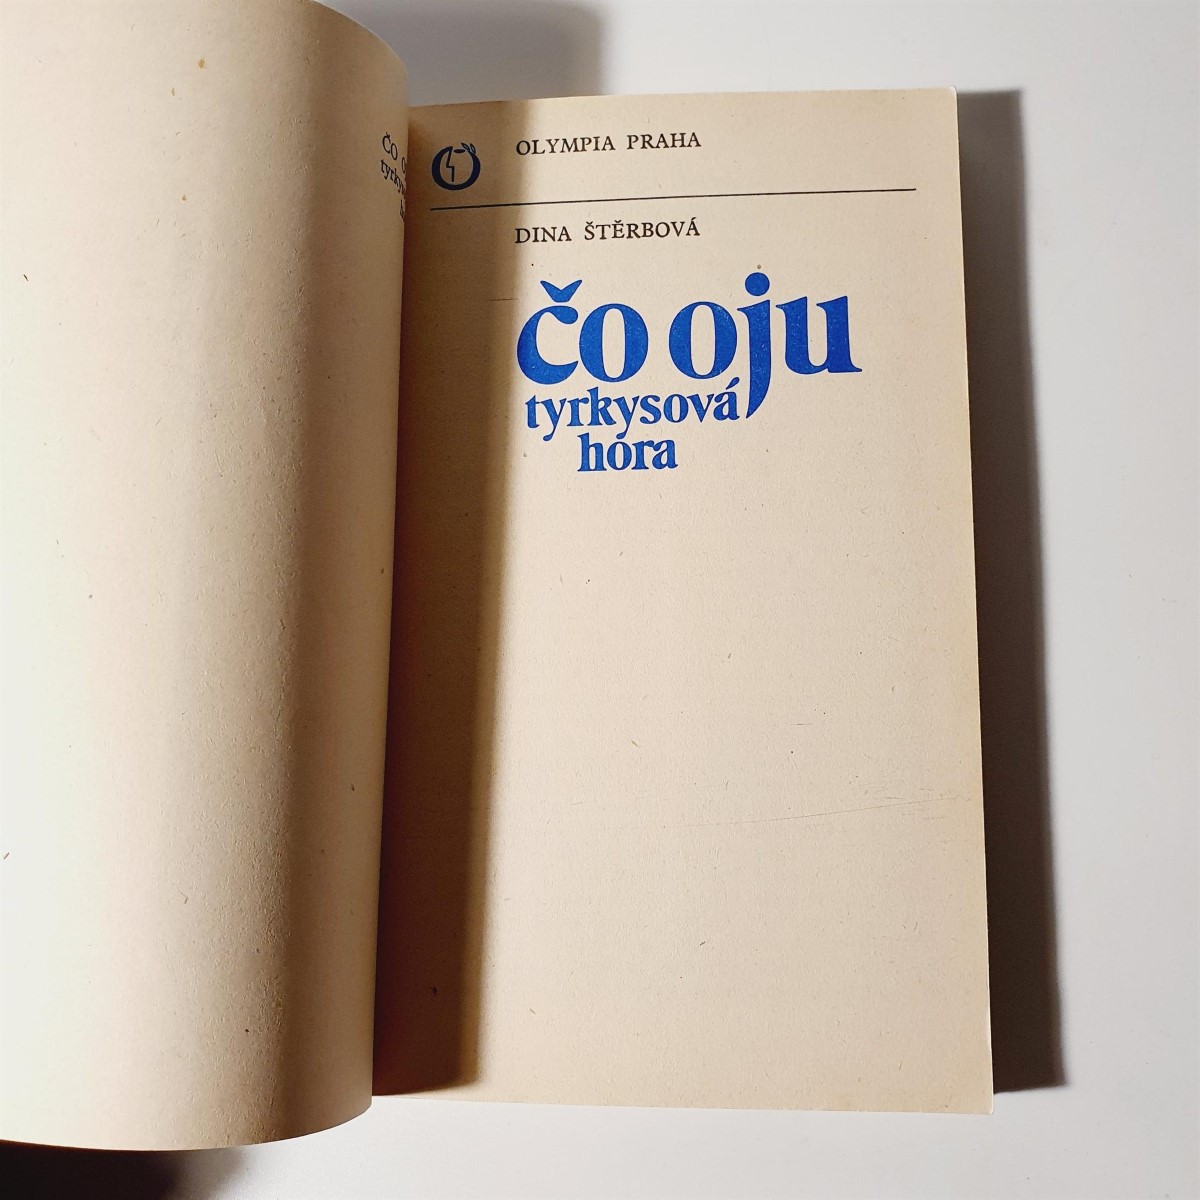 OLYMPIA PRAHA
DINA ŠTĚRBOVÁ
čo oju
tyrkysová
hora